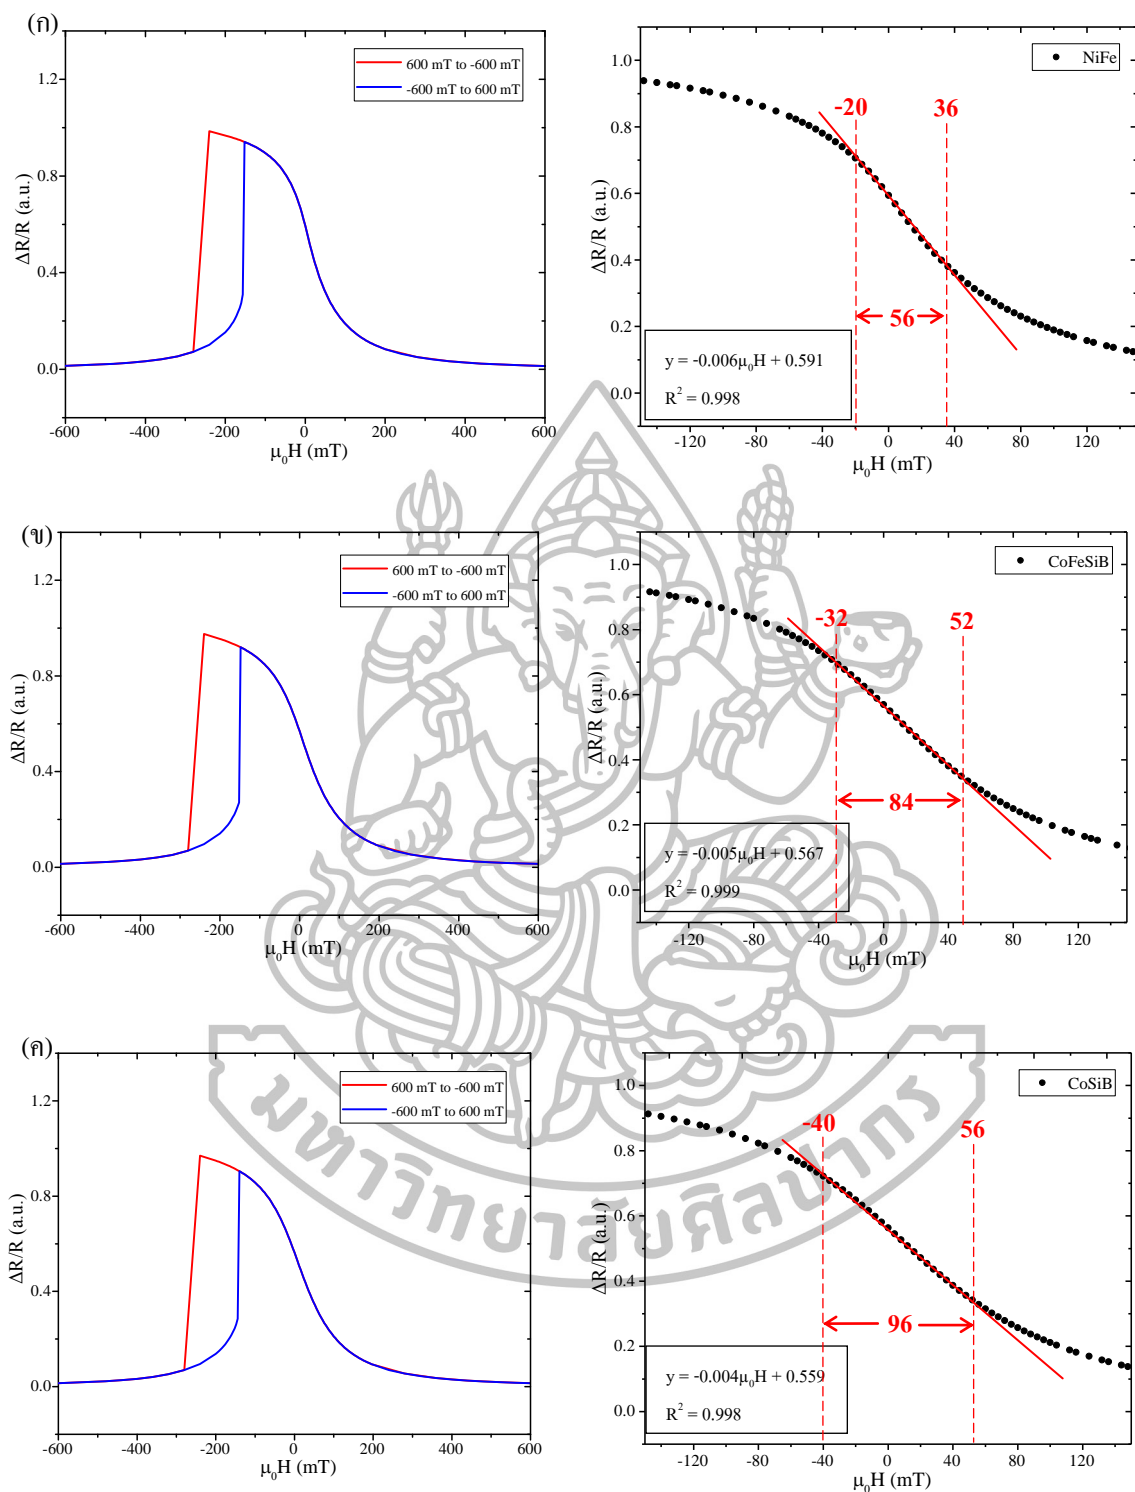 (ก)
600 mT to -600 mT
-600 mT to 600 mT
ΔR/R (a.u.)
1.2
0.8
0.4
0.0
-600 -400 -200 0 200 400 600
μ₀H (mT)
NiFe
-20 36
56
ΔR/R (a.u.)
1.0
0.8
0.6
0.4
0.2
0.0
y = -0.006μ₀H + 0.591
R² = 0.998
-120 -80 -40 0 40 80 120
μ₀H (mT)
(ข)
600 mT to -600 mT
-600 mT to 600 mT
ΔR/R (a.u.)
1.2
0.8
0.4
0.0
-600 -400 -200 0 200 400 600
μ₀H (mT)
CoFeSiB
-32 52
84
ΔR/R (a.u.)
1.0
0.8
0.6
0.4
0.2
0.0
y = -0.005μ₀H + 0.567
R² = 0.999
-120 -80 -40 0 40 80 120
μ₀H (mT)
(ค)
600 mT to -600 mT
-600 mT to 600 mT
ΔR/R (a.u.)
1.2
0.8
0.4
0.0
-600 -400 -200 0 200 400 600
μ₀H (mT)
CoSiB
-40 56
96
ΔR/R (a.u.)
1.0
0.8
0.6
0.4
0.2
0.0
y = -0.004μ₀H + 0.559
R² = 0.998
-120 -80 -40 0 40 80 120
μ₀H (mT)
มหาวิทยาลัยศิลปากร